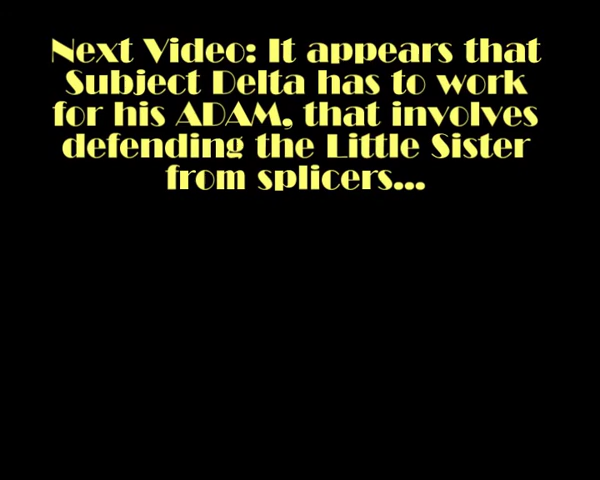 Next Video: It appears that
Subject Delta has to work
for his ADAM, that involves
defending the Little Sister
from splicers...